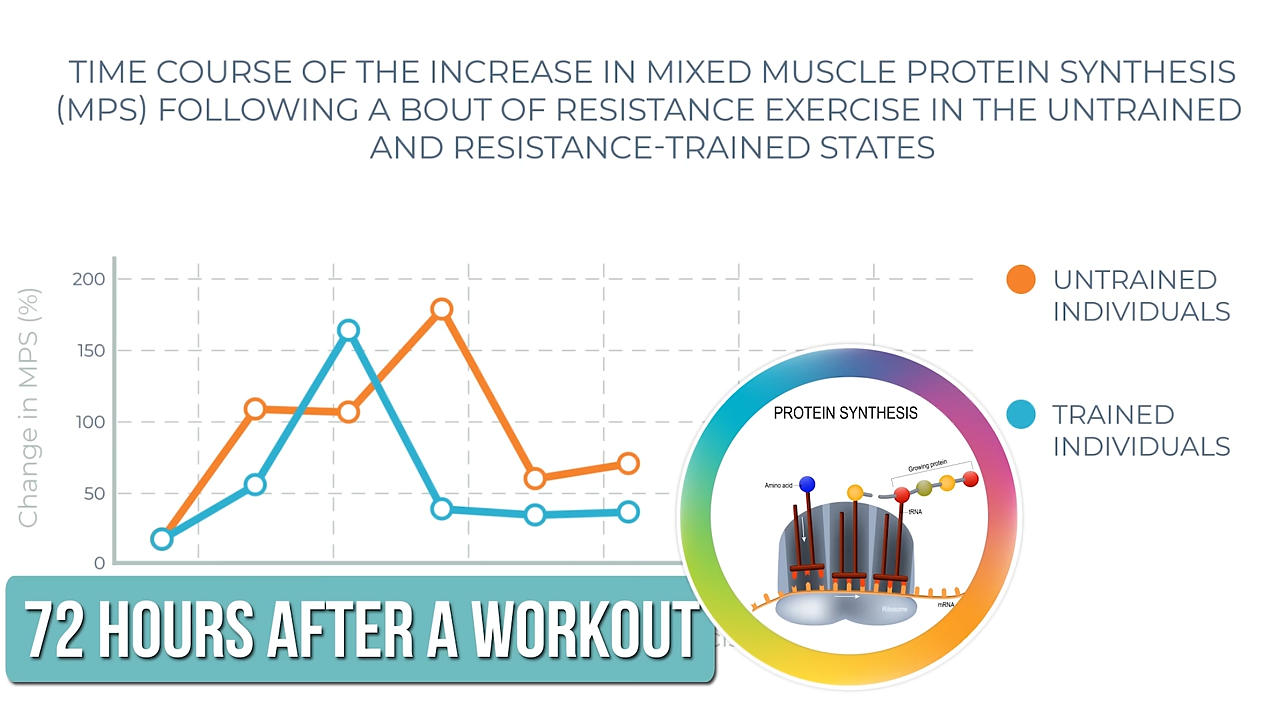 TIME COURSE OF THE INCREASE IN MIXED MUSCLE PROTEIN SYNTHESIS
(MPS) FOLLOWING A BOUT OF RESISTANCE EXERCISE IN THE UNTRAINED
AND RESISTANCE-TRAINED STATES
Change in MPS (%)
200
150
100
50
0
UNTRAINED
INDIVIDUALS
TRAINED
INDIVIDUALS
PROTEIN SYNTHESIS
Growing protein
Amino acid
tRNA
mRNA
Ribosome
72 HOURS AFTER A WORKOUT